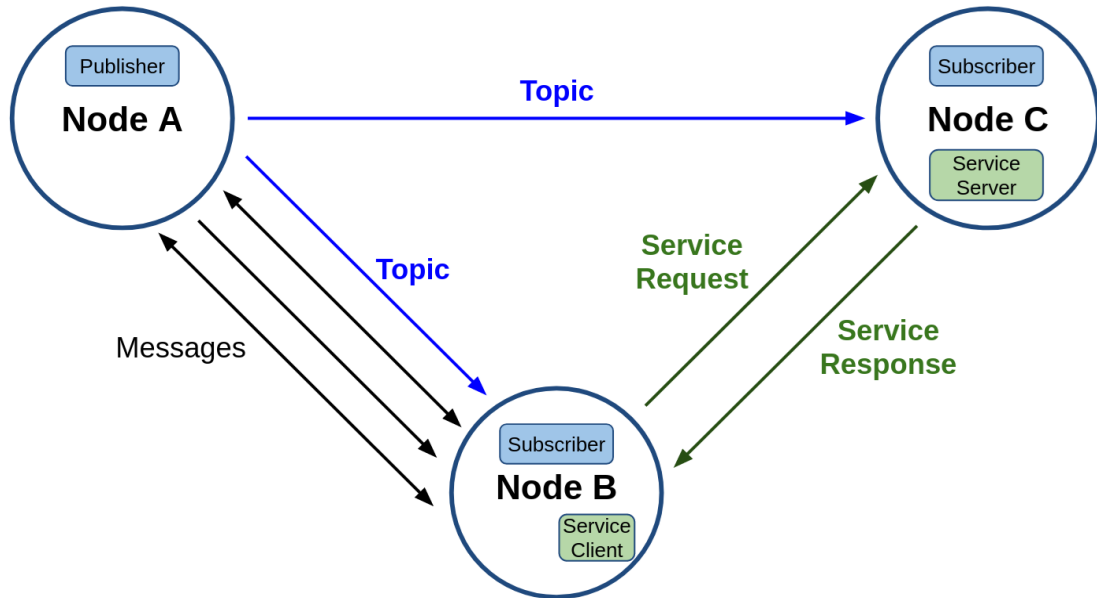 Publisher
Node A
Topic
Subscriber
Node C
Service
Server
Topic
Messages
Service
Request
Service
Response
Subscriber
Node B
Service
Client